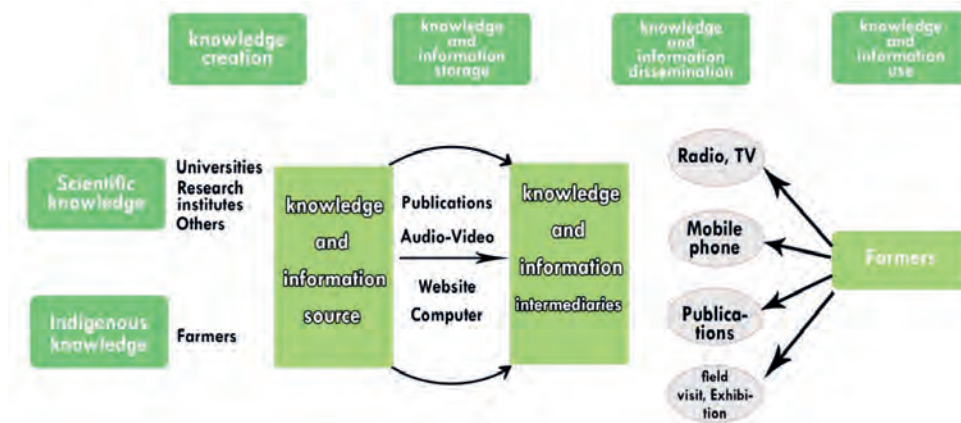 knowledge
creation
knowledge
and
information
storage
knowledge
and
information
dissemination
knowledge
and
information
use
Scientific
knowledge
Universities
Research
institutes
Others
Indigenous
knowledge
Farmers
knowledge
and
information
source
Publications
Audio-Video
Website
Computer
knowledge
and
information
intermediaries
Radio, TV
Mobile
phone
Publica-
tions
field
visit, Exhibi-
tion
Farmers